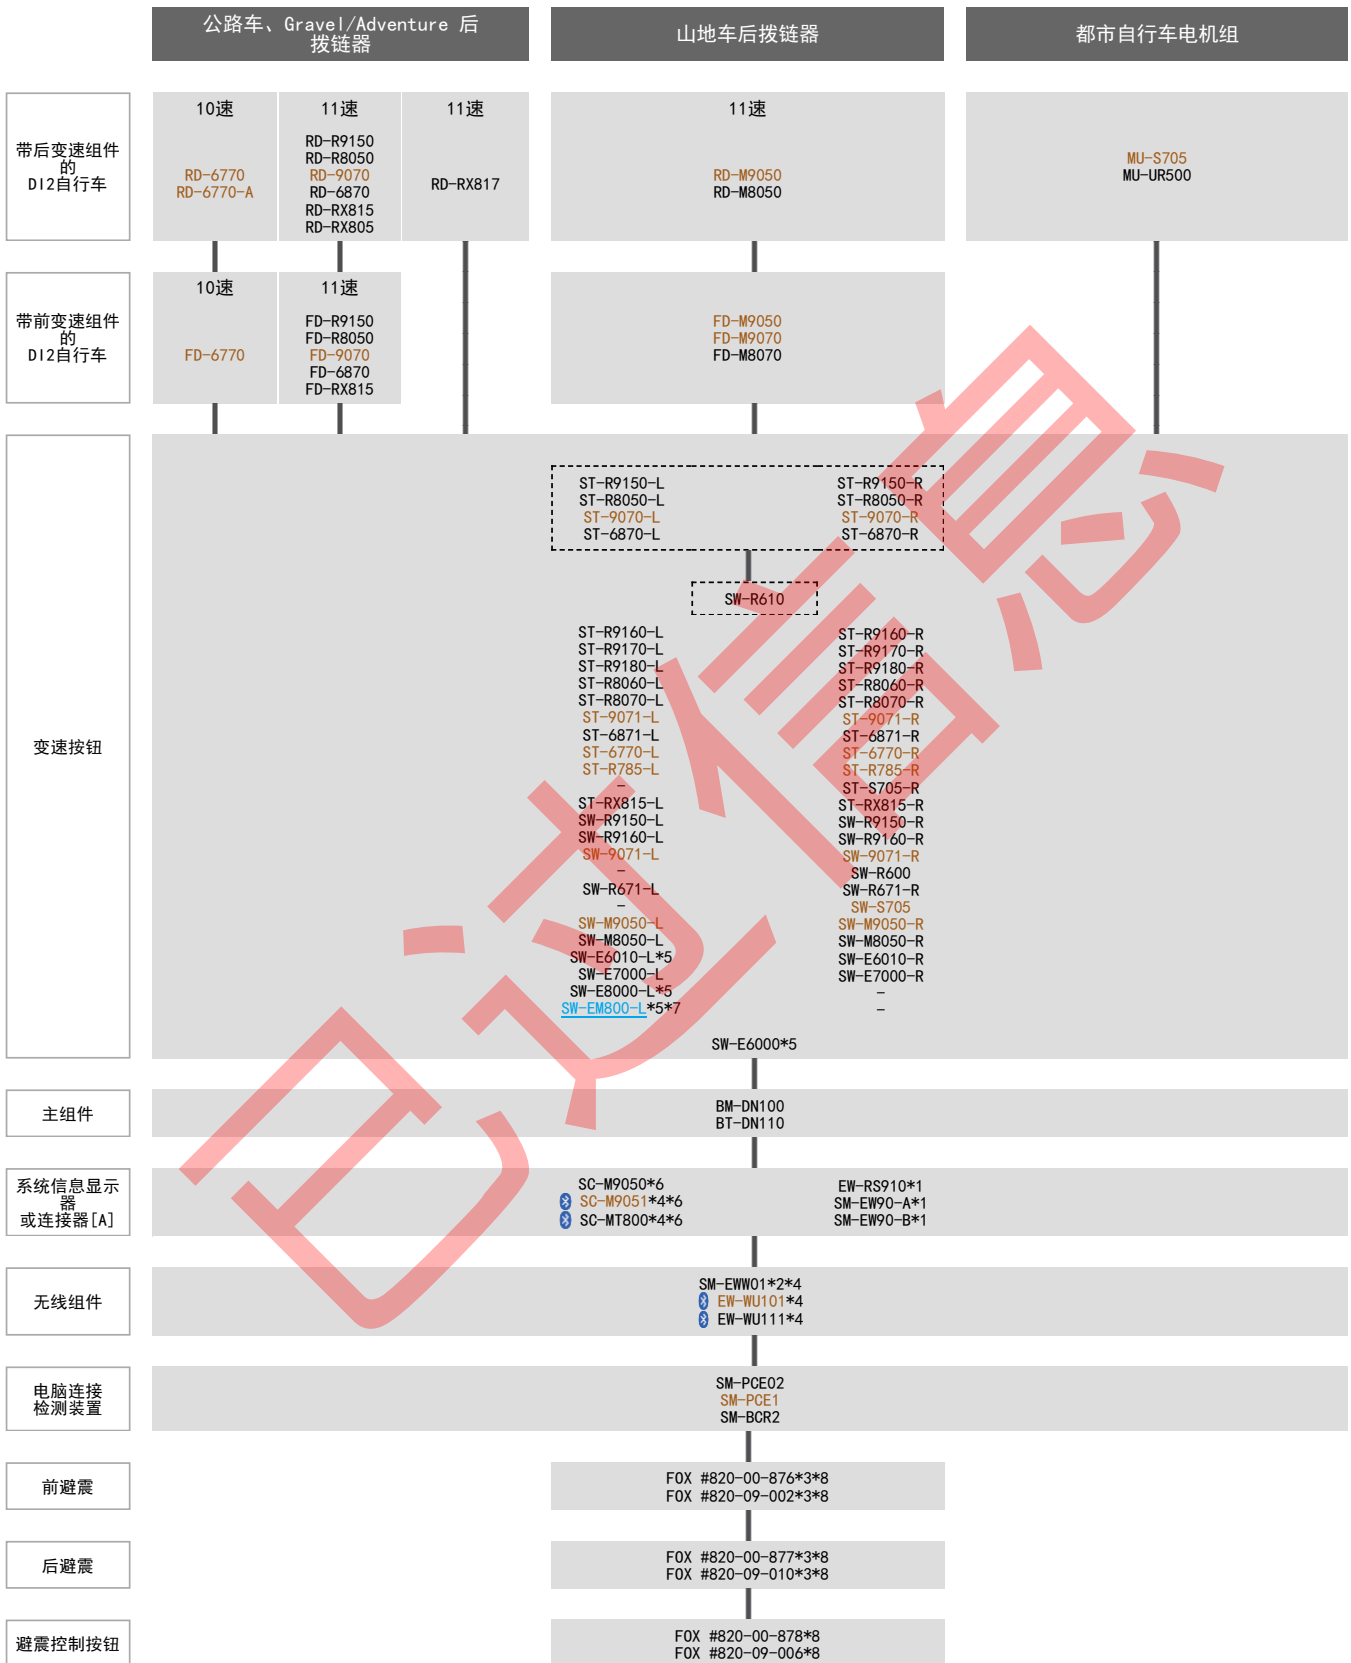 公路车、Gravel/Adventure 后
拨链器
山地车后拨链器
都市自行车电机组
带后变速组件
的
DI2自行车
10速
RD-6770
RD-6770-A
11速
RD-R9150
RD-R8050
RD-9070
RD-6870
RD-RX815
RD-RX805
11速
RD-RX817
11速
RD-M9050
RD-M8050
MU-S705
MU-UR500
带前变速组件
的
DI2自行车
10速
FD-6770
11速
FD-R9150
FD-R8050
FD-9070
FD-6870
FD-RX815
FD-M9050
FD-M9070
FD-M8070
变速按钮
ST-R9150-L
ST-R8050-L
ST-9070-L
ST-6870-L
ST-R9150-R
ST-R8050-R
ST-9070-R
ST-6870-R
SW-R610
ST-R9160-L
ST-R9170-L
ST-R9180-L
ST-R8060-L
ST-R8070-L
ST-9071-L
ST-6871-L
ST-6770-L
ST-R785-L
-
ST-RX815-L
SW-R9150-L
SW-R9160-L
SW-9071-L
-
SW-R671-L
-
SW-M9050-L
SW-M8050-L
SW-E6010-L*5
SW-E7000-L
SW-E8000-L*5
SW-EM800-L*5*7
ST-R9160-R
ST-R9170-R
ST-R9180-R
ST-R8060-R
ST-R8070-R
ST-9071-R
ST-6871-R
ST-6770-R
ST-R785-R
ST-S705-R
ST-RX815-R
SW-R9150-R
SW-R9160-R
SW-9071-R
SW-R600
SW-R671-R
SW-S705
SW-M9050-R
SW-M8050-R
SW-E6010-R
SW-E7000-R
-
-
SW-E6000*5
主组件
BM-DN100
BT-DN110
系统信息显示
器
或连接器[A]
SC-M9050*6
SC-M9051*4*6
SC-MT800*4*6
EW-RS910*1
SM-EW90-A*1
SM-EW90-B*1
无线组件
SM-EWW01*2*4
EW-WU101*4
EW-WU111*4
电脑连接
检测装置
SM-PCE02
SM-PCE1
SM-BCR2
前避震
FOX #820-00-876*3*8
FOX #820-09-002*3*8
后避震
FOX #820-00-877*3*8
FOX #820-09-010*3*8
避震控制按钮
FOX #820-00-878*8
FOX #820-09-006*8
已过信息